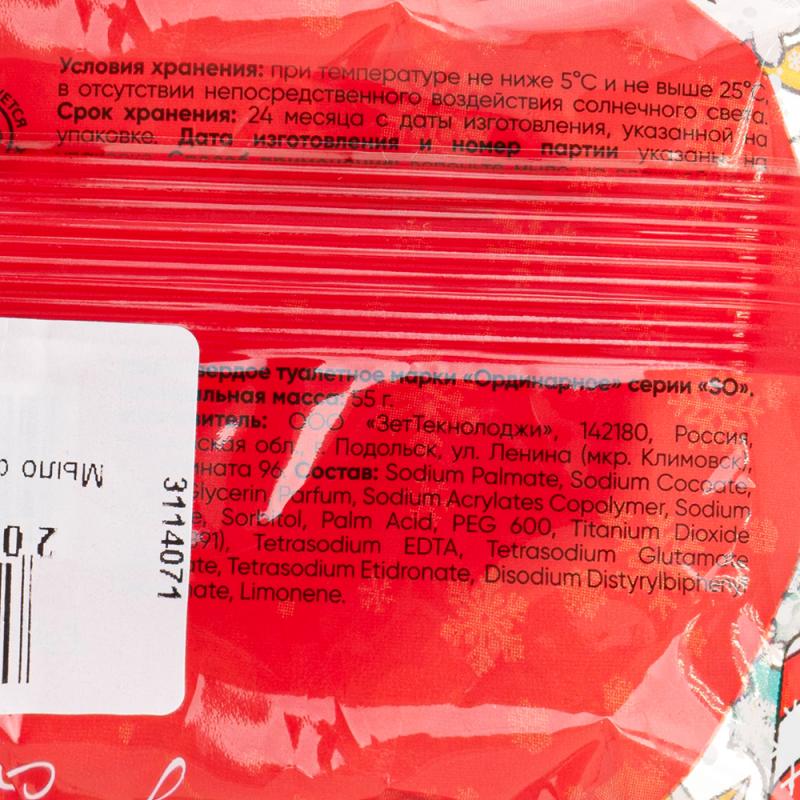 Условия хранения: при температуре не ниже 5°C и не выше 25°C,
в отсутствии непосредственного воздействия солнечного света.
Срок хранения: 24 месяца с даты изготовления, указанной на
упаковке. Дата изготовления и номер партии указаны на
туалетное марки «Ординарное» серии «SO».
масса: 55 г.
ООО «ЗетТекнолоджи», 142180, Россия,
обл., г. Подольск, ул. Ленина (мкр. Климовск),
96. Состав: Sodium Palmate, Sodium Cocoate,
Glycerin, Parfum, Sodium Acrylates Copolymer, Sodium
Sorbitol, Palm Acid, PEG 600, Titanium Dioxide
Tetrasodium EDTA, Tetrasodium Glutamate
Tetrasodium Etidronate, Disodium Distyrylbiphenyl
Limonene.
3114071
Мыло